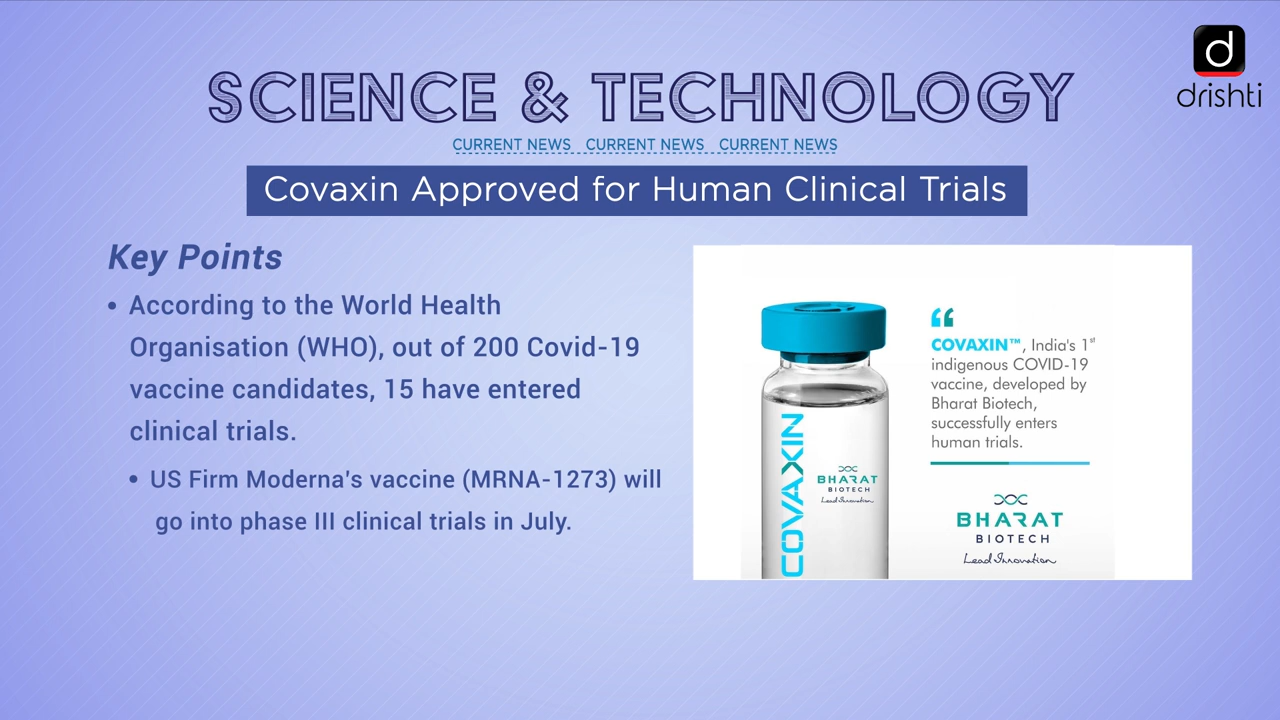 d
drishti
SCIENCE & TECHNOLOGY
CURRENT NEWS CURRENT NEWS CURRENT NEWS
Covaxin Approved for Human Clinical Trials
Key Points
• According to the World Health
Organisation (WHO), out of 200 Covid-19
vaccine candidates, 15 have entered
clinical trials.
• US Firm Moderna's vaccine (MRNA-1273) will
go into phase III clinical trials in July.
COVAXIN
BHARAT
BIOTECH
Lead Innovation
“
COVAXIN™, India's 1st
indigenous COVID-19
vaccine, developed by
Bharat Biotech,
successfully enters
human trials.
BHARAT
BIOTECH
Lead Innovation